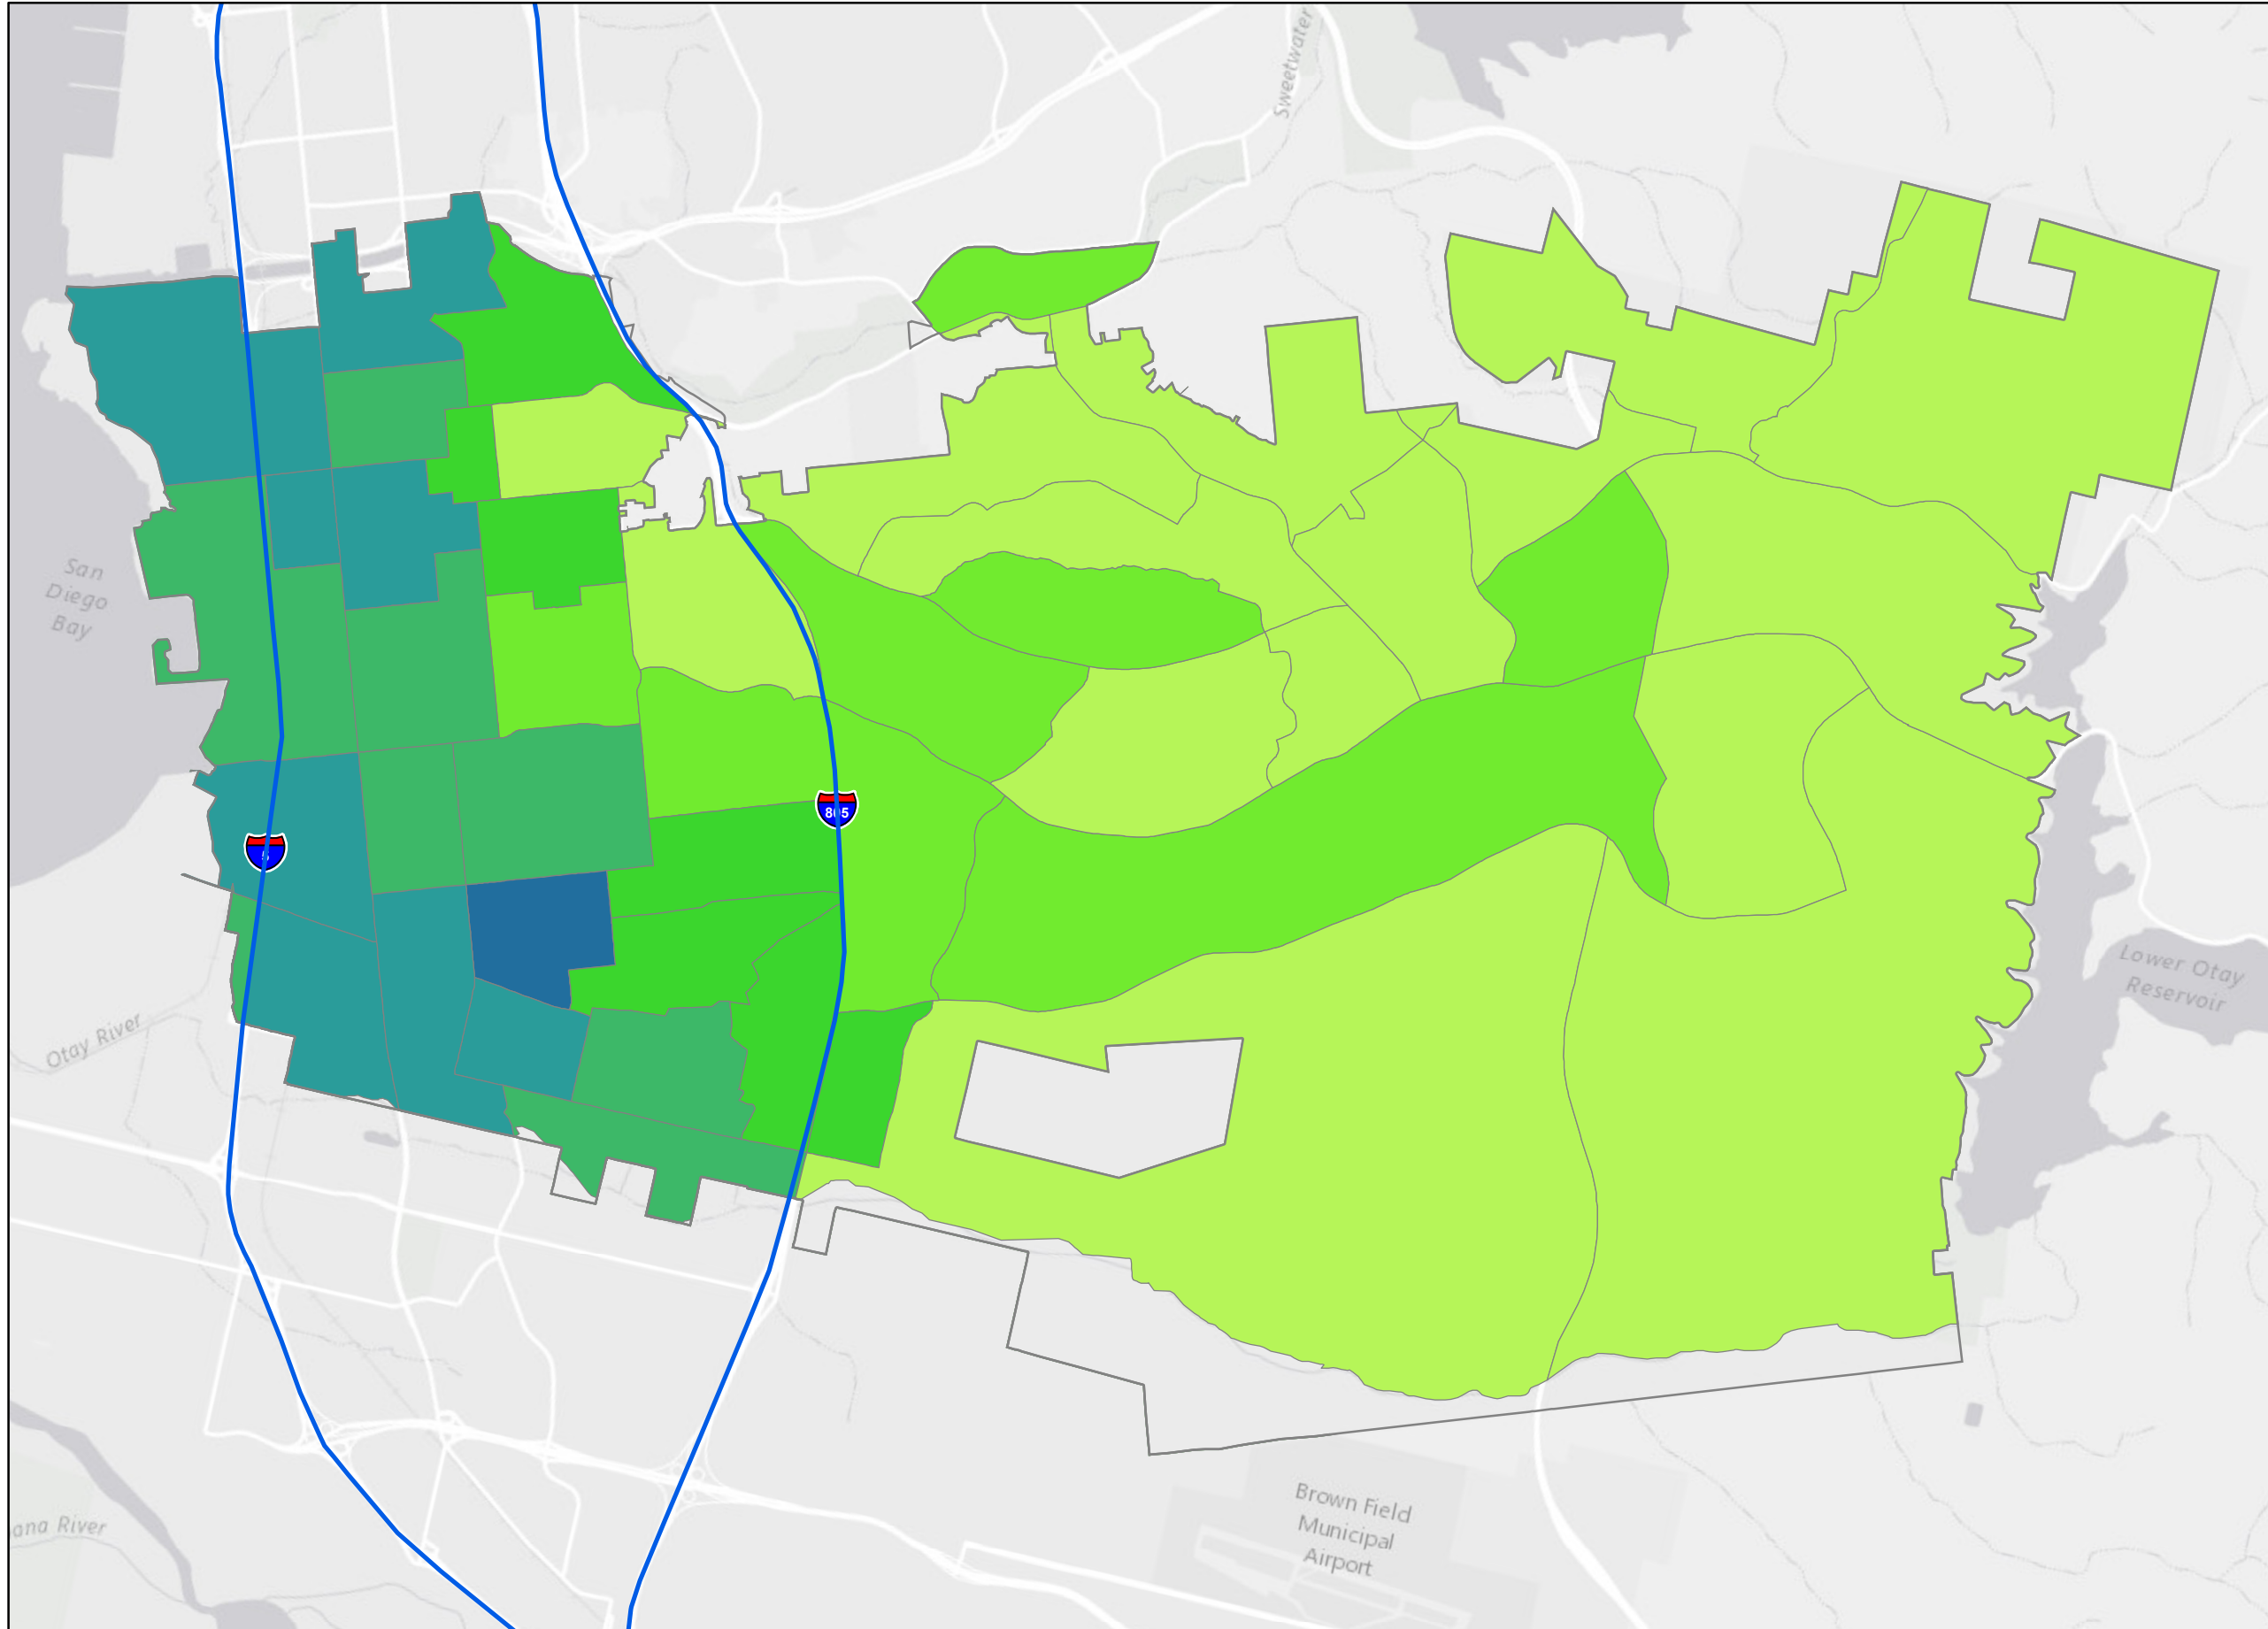 Sweetwater
San
Diego
Bay
805
5
Lower Otay
Reservoir
Otay River
Brown Field
Municipal
Airport
ana River